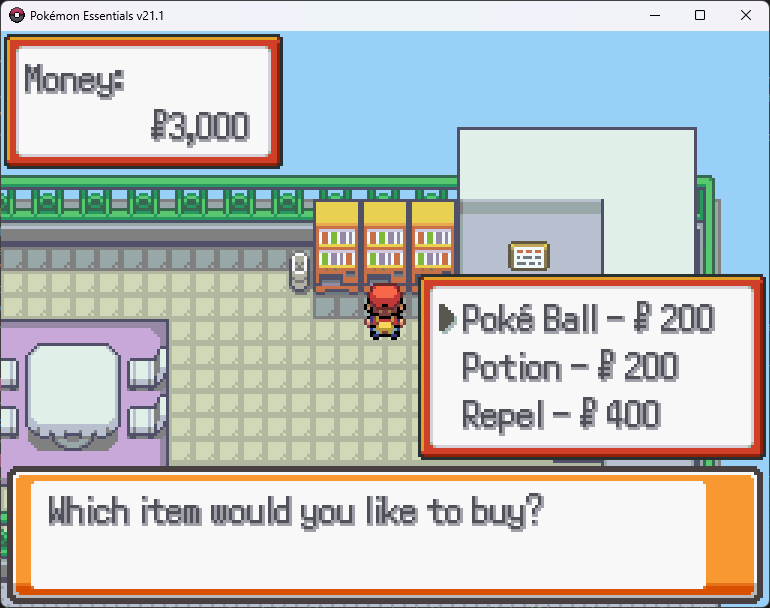 Pokémon Essentials v21.1
Money:
₽3,000
Poké Ball – ₽ 200
Potion – ₽ 200
Repel – ₽ 400
Which item would you like to buy?